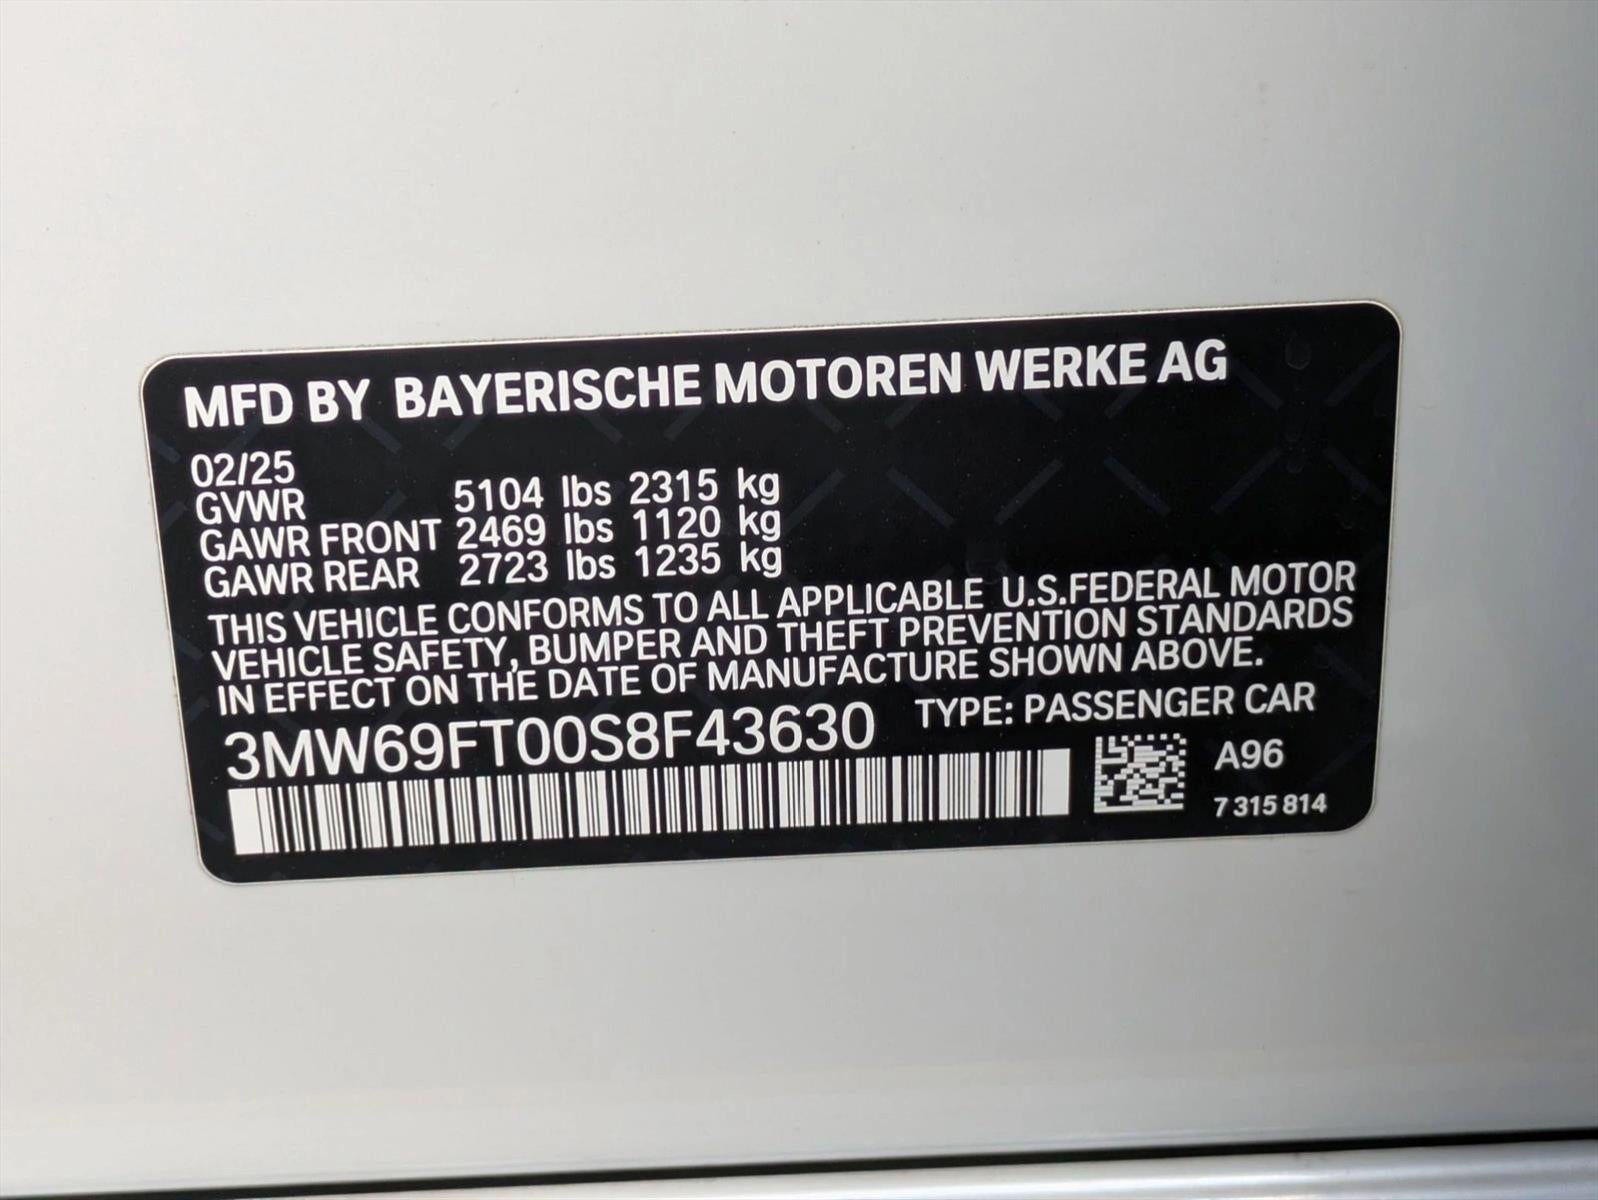 MFD BY BAYERISCHE MOTOREN WERKE AG
02/25
GVWR 5104 lbs 2315 kg
GAWR FRONT 2469 lbs 1120 kg
GAWR REAR 2723 lbs 1235 kg
THIS VEHICLE CONFORMS TO ALL APPLICABLE U.S.FEDERAL MOTOR
VEHICLE SAFETY, BUMPER AND THEFT PREVENTION STANDARDS
IN EFFECT ON THE DATE OF MANUFACTURE SHOWN ABOVE.
3MW69FT00S8F43630 TYPE: PASSENGER CAR
A96
7 315 814